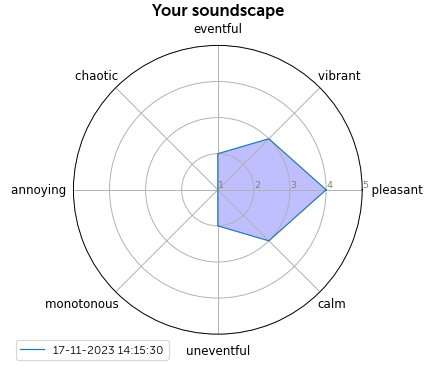 Your soundscape
eventful
chaotic
vibrant
annoying
1 2 3 4 5
pleasant
monotonous
calm
uneventful
17-11-2023 14:15:30